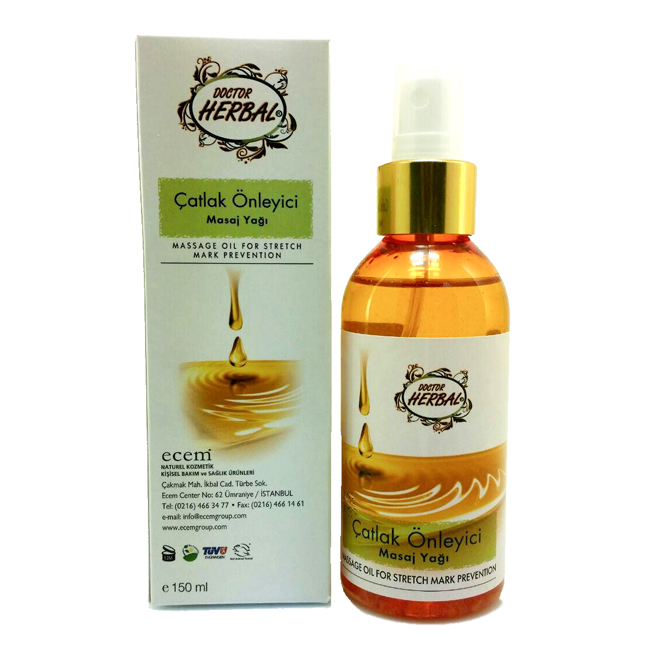 DOCTOR
HERBAL®
Çatlak Önleyici
Masaj Yağı
MASSAGE OIL FOR STRETCH
MARK PREVENTION
ecem
NATUREL KOZMETİK
KİŞİSEL BAKIM ve SAĞLIK ÜRÜNLERİ
Çakmak Mah. İkbal Cad. Türbe Sok.
Ecem Center No: 62 Ümraniye / İSTANBUL
Tel: (0216) 466 34 77 • Fax: (0216) 466 14 61
e-mail: info@ecemgroup.com
www.ecemgroup.com
TÜV
e 150 ml
DOCTOR
HERBAL®
Çatlak Önleyici
Masaj Yağı
MASSAGE OIL FOR STRETCH MARK PREVENTION